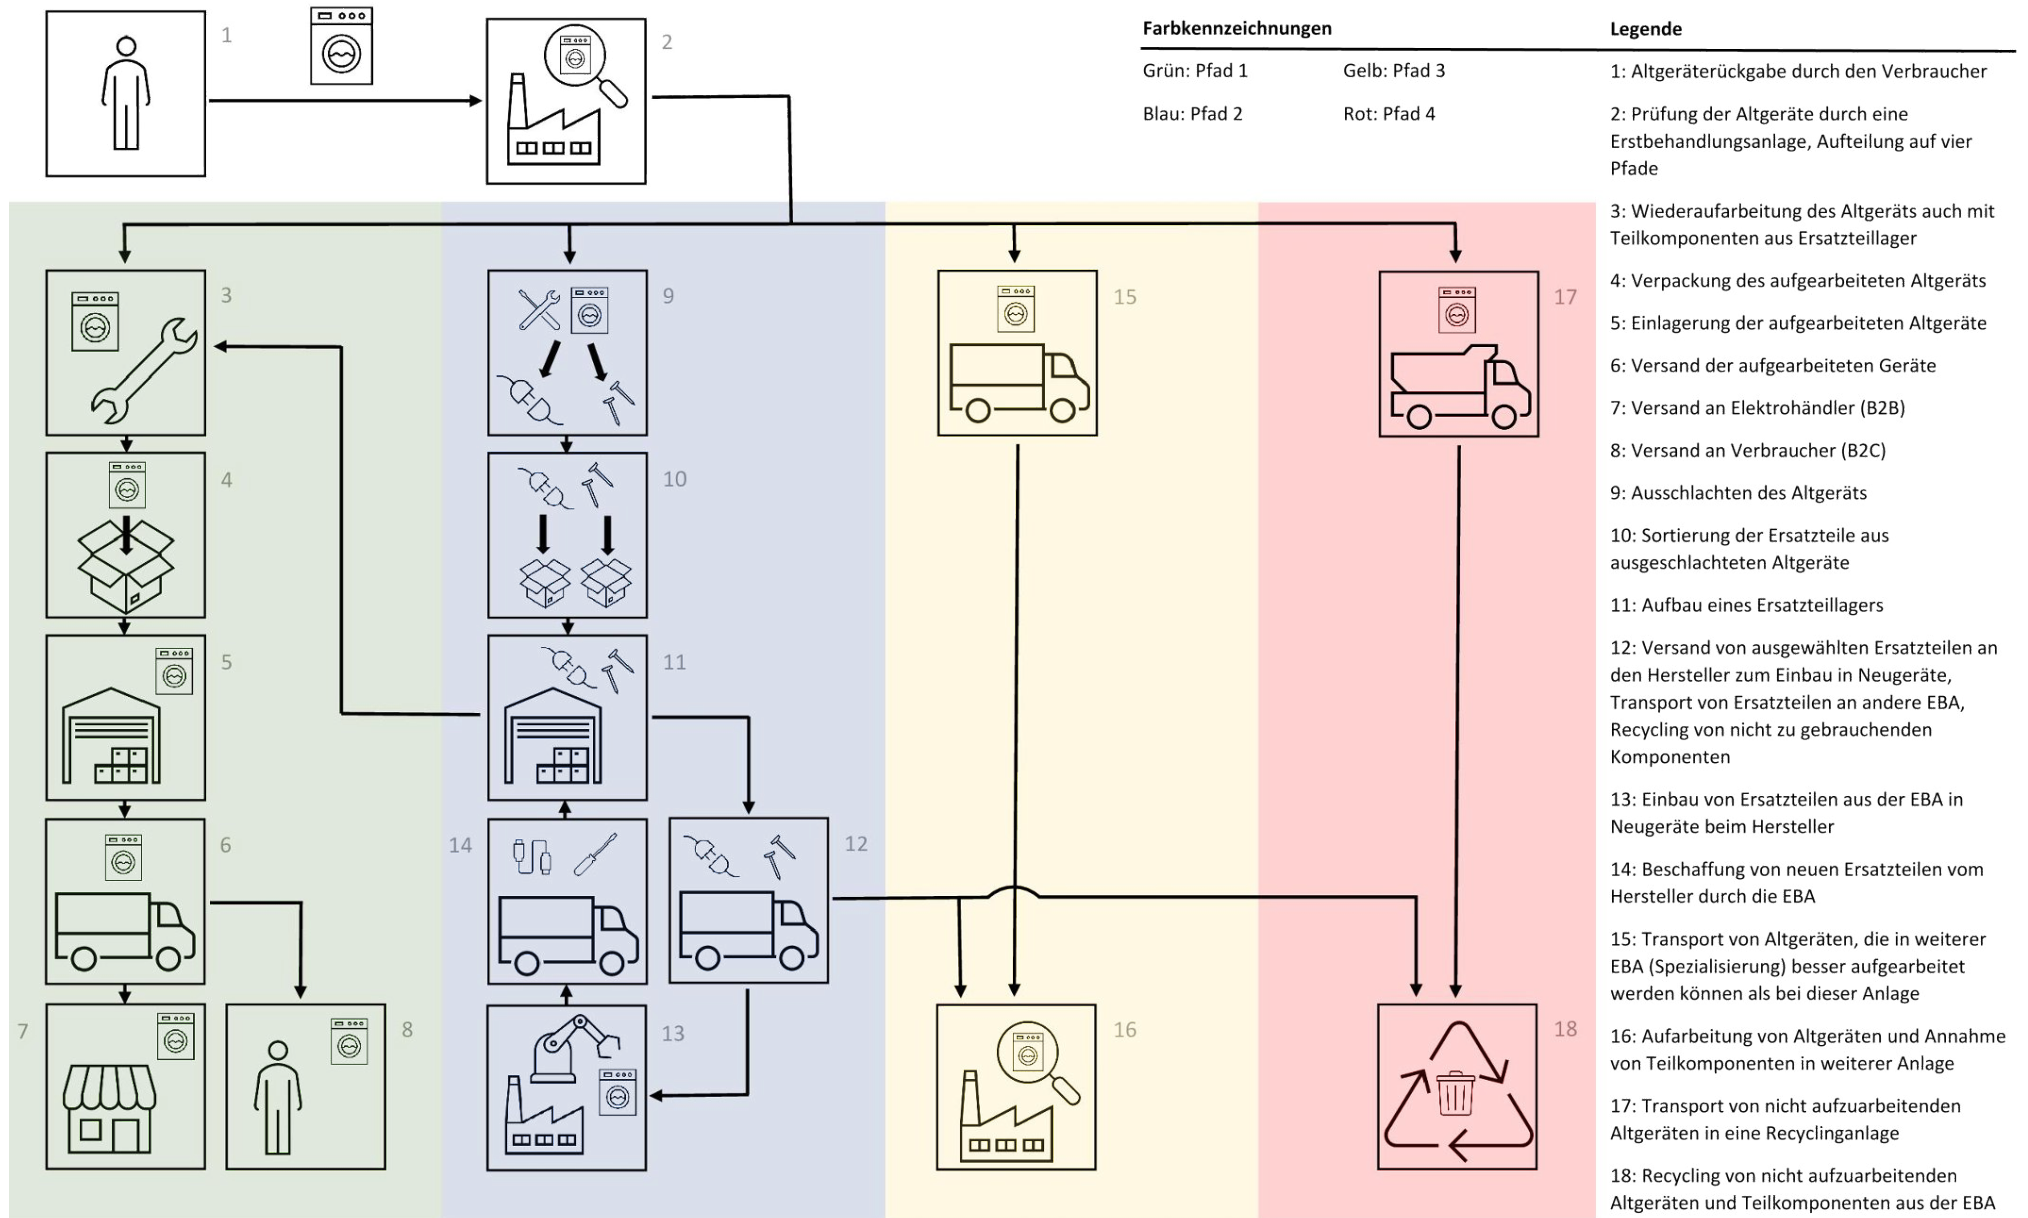 1
2
Farbkennzeichnungen
Grün: Pfad 1
Gelb: Pfad 3
Blau: Pfad 2
Rot: Pfad 4
3
9
15
17
4
10
5
11
6
14
12
7
8
13
16
18
Legende
1: Altgeräterückgabe durch den Verbraucher
2: Prüfung der Altgeräte durch eine
Erstbehandlungsanlage, Aufteilung auf vier
Pfade
3: Wiederaufarbeitung des Altgeräts auch mit
Teilkomponenten aus Ersatzteillager
4: Verpackung des aufgearbeiteten Altgeräts
5: Einlagerung der aufgearbeiteten Altgeräte
6: Versand der aufgearbeiteten Geräte
7: Versand an Elektrohändler (B2B)
8: Versand an Verbraucher (B2C)
9: Ausschlachten des Altgeräts
10: Sortierung der Ersatzteile aus
ausgeschlachteten Altgeräte
11: Aufbau eines Ersatzteillagers
12: Versand von ausgewählten Ersatzteilen an
den Hersteller zum Einbau in Neugeräte,
Transport von Ersatzteilen an andere EBA,
Recycling von nicht zu gebrauchenden
Komponenten
13: Einbau von Ersatzteilen aus der EBA in
Neugeräte beim Hersteller
14: Beschaffung von neuen Ersatzteilen vom
Hersteller durch die EBA
15: Transport von Altgeräten, die in weiterer
EBA (Spezialisierung) besser aufgearbeitet
werden können als bei dieser Anlage
16: Aufarbeitung von Altgeräten und Annahme
von Teilkomponenten in weiterer Anlage
17: Transport von nicht aufzuarbeitenden
Altgeräten in eine Recyclinganlage
18: Recycling von nicht aufzuarbeitenden
Altgeräten und Teilkomponenten aus der EBA